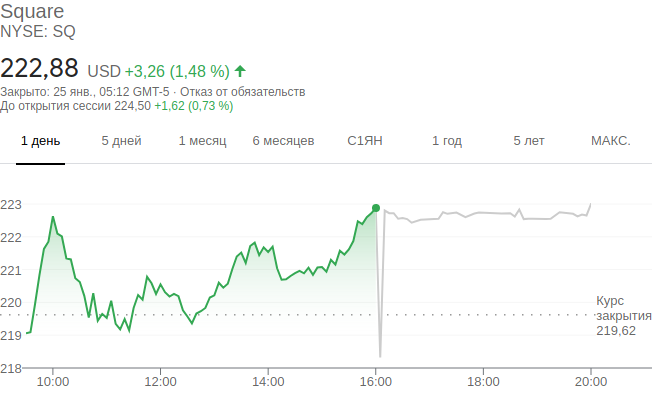 Square
NYSE: SQ
222,88 USD +3,26 (1,48 %)
Закрыто: 25 янв., 05:12 GMT-5 · Отказ от обязательств
До открытия сессии 224,50 +1,62 (0,73 %)
1 день 5 дней 1 месяц 6 месяцев С1ЯН 1 год 5 лет МАКС.
223
222
221
220
Курс
закрытия
219,62
219
218
10:00 12:00 14:00 16:00 18:00 20:00